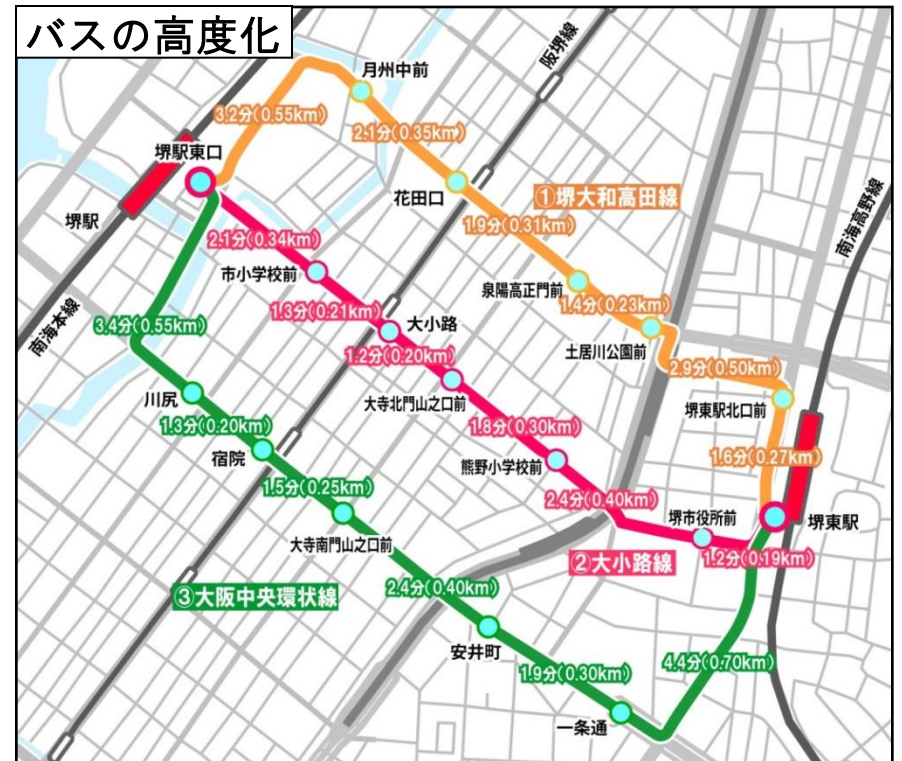 バスの高度化
阪堺線
月州中前
3.2分(0.55km)
2.1分(0.35km)
堺駅東口
花田口
①堺大和高田線
南海高野線
堺駅
2.1分(0.34km)
1.9分(0.31km)
市小学校前
泉陽高正門前
1.3分(0.21km)
1.4分(0.23km)
南海本線
3.4分(0.55km)
大小路
1.2分(0.20km)
土居川公園前
2.9分(0.50km)
川尻
大寺北門山之口前
堺東駅北口前
1.3分(0.20km)
1.8分(0.30km)
宿院
熊野小学校前
1.6分(0.27km)
1.5分(0.25km)
2.4分(0.40km)
堺市役所前
堺東駅
大寺南門山之口前
②大小路線
1.2分(0.19km)
③大阪中央環状線
2.4分(0.40km)
安井町
1.9分(0.30km)
4.4分(0.70km)
一条通